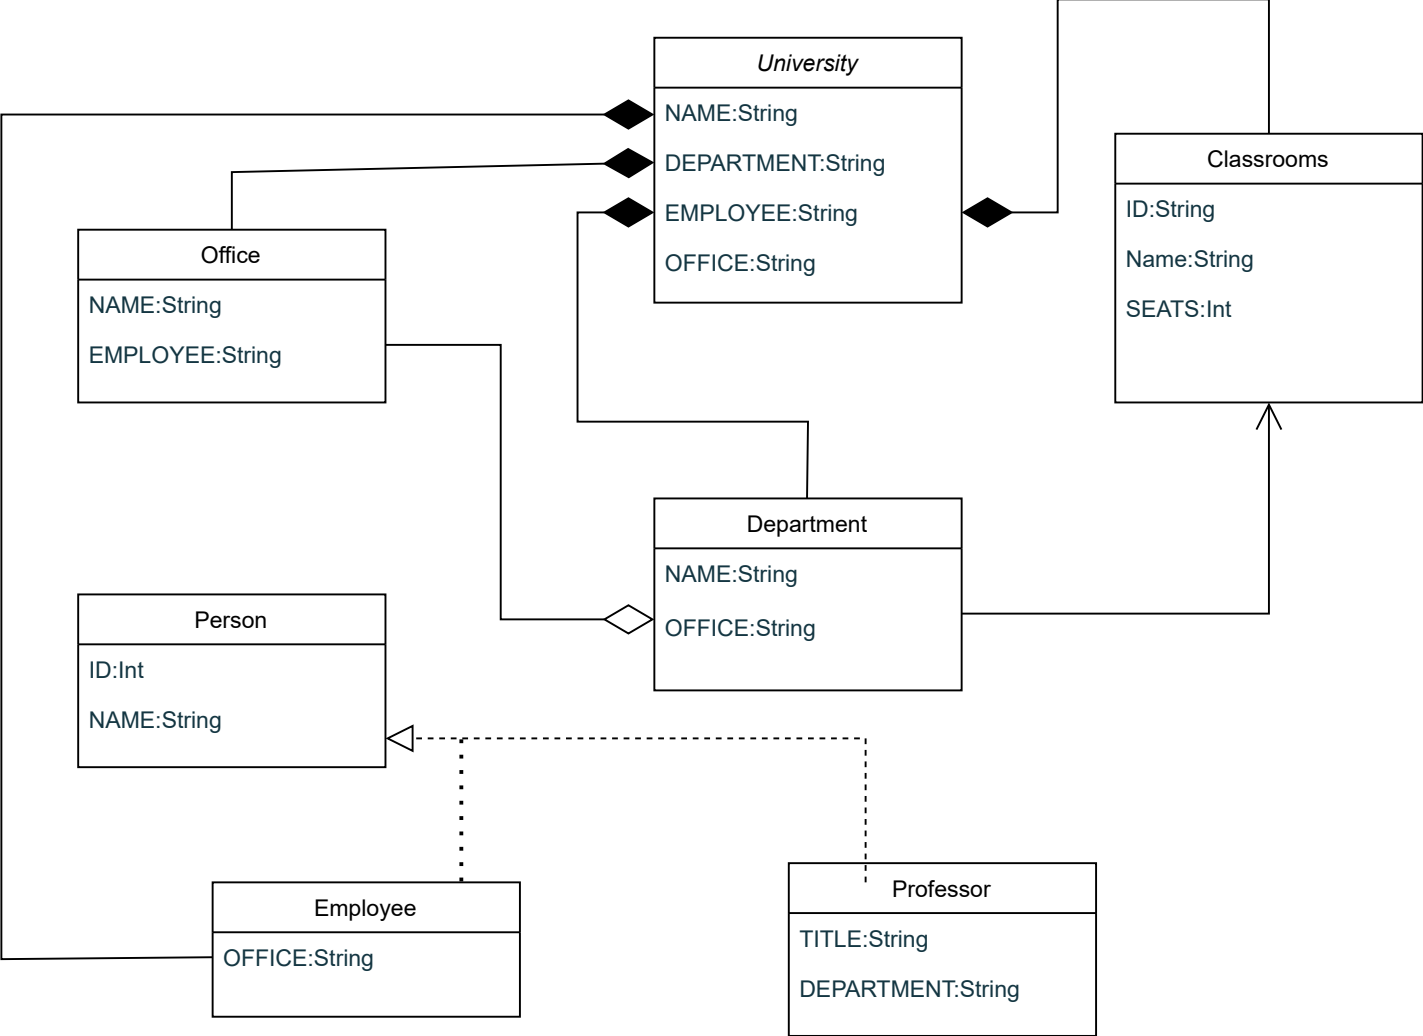 University
NAME:String
DEPARTMENT:String
EMPLOYEE:String
OFFICE:String
Classrooms
ID:String
Name:String
SEATS:Int
Office
NAME:String
EMPLOYEE:String
Department
NAME:String
OFFICE:String
Person
ID:Int
NAME:String
Employee
OFFICE:String
Professor
TITLE:String
DEPARTMENT:String